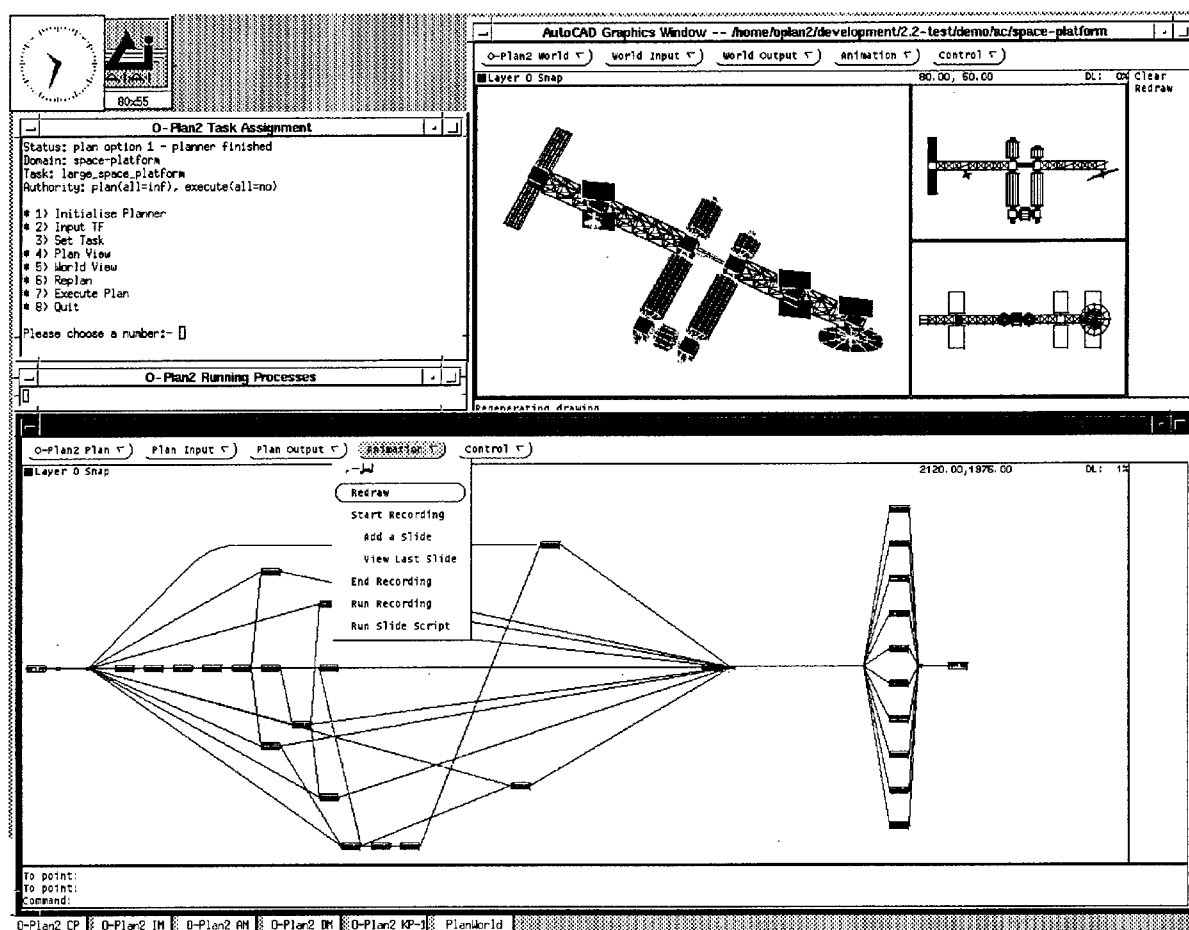 80x55
O-Plan2 Task Assignment
Status: plan option 1 - planner finished
Domain: space-platform
Task: large_space_platform
Authority: plan(all=inf), execute(all=no)
* 1) Initialise Planner
* 2) Input TF
3) Set Task
* 4) Plan View
* 5) World View
* 6) Replan
* 7) Execute Plan
* 8) Quit
Please choose a number:-
O-Plan2 Running Processes
AutoCAD Graphics Window -- /home/oplan2/development/2.2-test/demo/ac/space-platform
O-Plan2 World World Input World Output Animation Control
Layer 0 Snap 80.00, 60.00 DL: 0% Clear
Redraw
Regenerating drawing
O-Plan2 Plan Plan Input Plan Output Animation Control
Layer 0 Snap 2120.00,1876.00 DL: 1%
Redraw
Start Recording
Add a Slide
View Last Slide
End Recording
Run Recording
Run Slide Script
To point:
To point:
Command:
O-Plan2 CP O-Plan2 IM O-Plan2 AM O-Plan2 DM O-Plan2 KP-1 PlanWorld